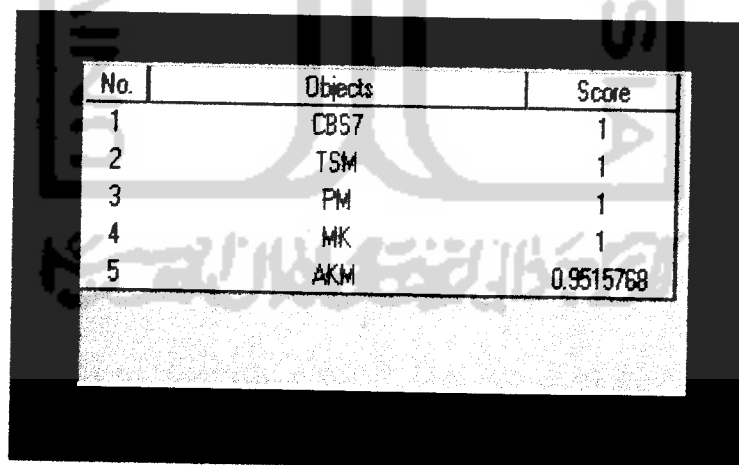 No. Objects Score
1 CBS7 1
2 TSM 1
3 PM 1
4 MK 1
5 AKM 0.9515768